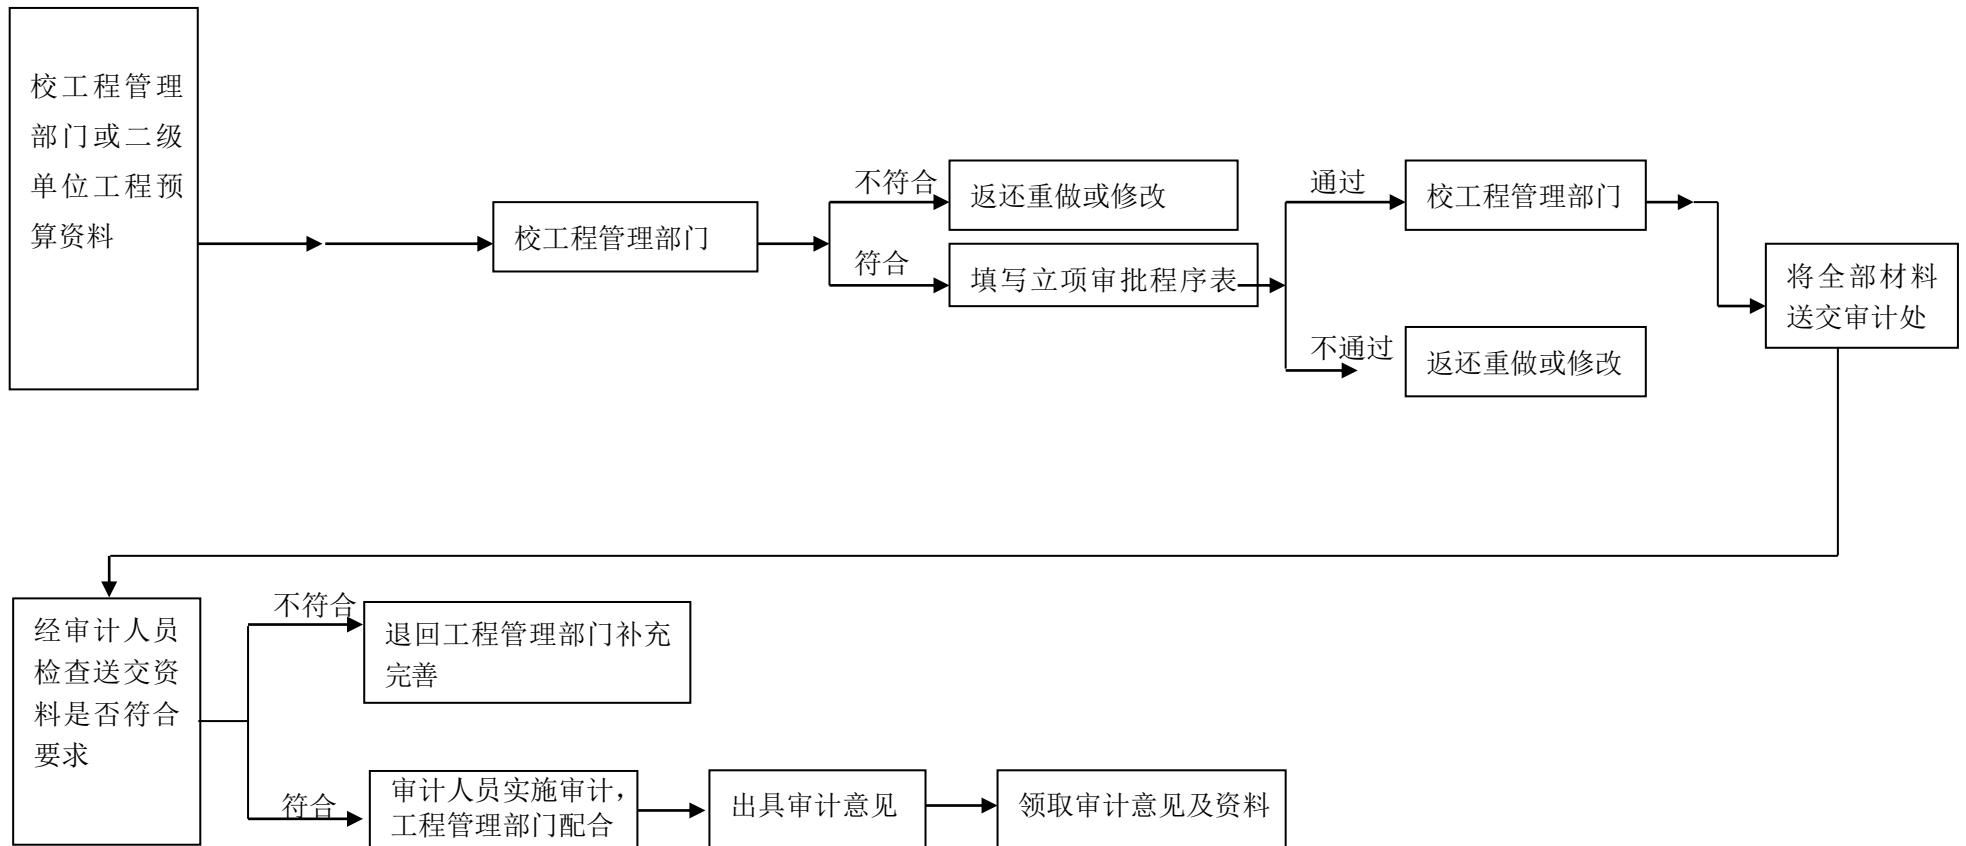 校工程管理
部门或二级
单位工程预
算资料
校工程管理部门
不符合
返还重做或修改
符合
填写立项审批程序表
通过
校工程管理部门
不通过
返还重做或修改
将全部材料
送交审计处
经审计人员
检查送交资
料是否符合
要求
不符合
退回工程管理部门补充
完善
符合
审计人员实施审计，
工程管理部门配合
出具审计意见
领取审计意见及资料